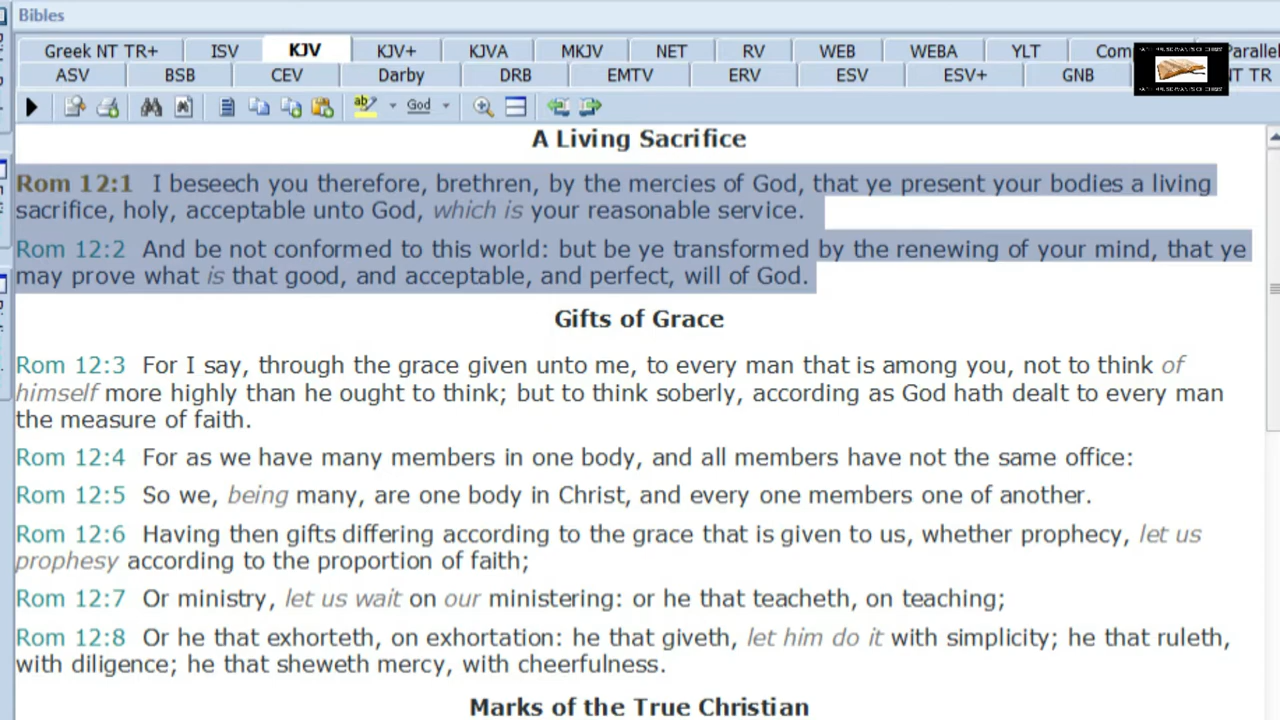 Bibles
Greek NT TR+ ISV KJV KJV+ KJVA MKJV NET RV WEB WEBA YLT Com Parallel
ASV BSB CEV Darby DRB EMTV ERV ESV ESV+ GNB NT TR
ab God
A Living Sacrifice
Rom 12:1 I beseech you therefore, brethren, by the mercies of God, that ye present your bodies a living
sacrifice, holy, acceptable unto God, which is your reasonable service.
Rom 12:2 And be not conformed to this world: but be ye transformed by the renewing of your mind, that ye
may prove what is that good, and acceptable, and perfect, will of God.
Gifts of Grace
Rom 12:3 For I say, through the grace given unto me, to every man that is among you, not to think of
himself more highly than he ought to think; but to think soberly, according as God hath dealt to every man
the measure of faith.
Rom 12:4 For as we have many members in one body, and all members have not the same office:
Rom 12:5 So we, being many, are one body in Christ, and every one members one of another.
Rom 12:6 Having then gifts differing according to the grace that is given to us, whether prophecy, let us
prophesy according to the proportion of faith;
Rom 12:7 Or ministry, let us wait on our ministering: or he that teacheth, on teaching;
Rom 12:8 Or he that exhorteth, on exhortation: he that giveth, let him do it with simplicity; he that ruleth,
with diligence; he that sheweth mercy, with cheerfulness.
Marks of the True Christian